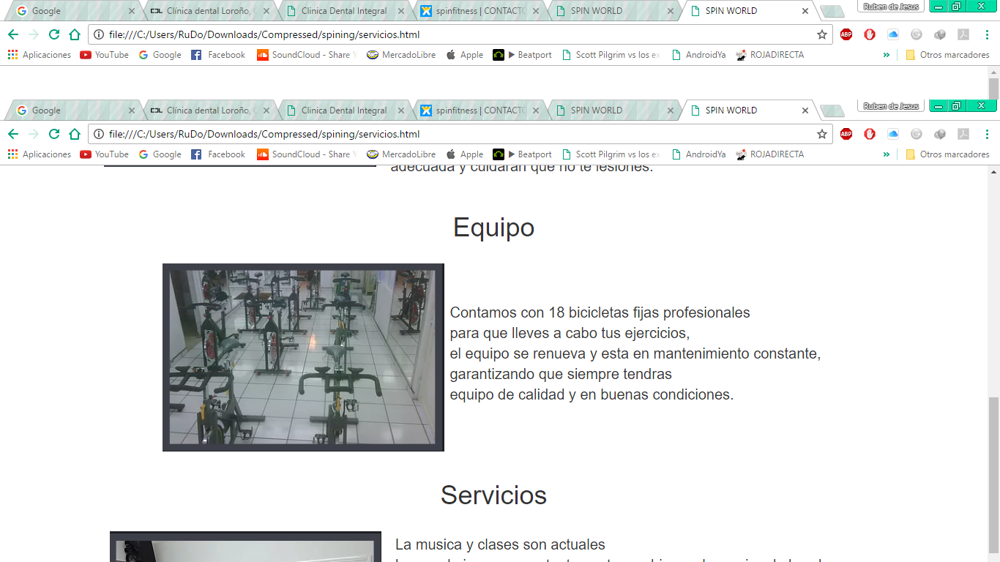 Google
Clínica dental Loroño,
Clinica Dental Integral
spinfitness | CONTACTO
SPIN WORLD
SPIN WORLD
Ruben de Jesus
file:///C:/Users/RuDo/Downloads/Compressed/spining/servicios.html
ABP
Aplicaciones
YouTube
Google
Facebook
SoundCloud - Share
MercadoLibre
Apple
Beatport
Scott Pilgrim vs los ex
AndroidYa
ROJADIRECTA
Otros marcadores
Google
Clínica dental Loroño,
Clinica Dental Integral
spinfitness | CONTACTO
SPIN WORLD
SPIN WORLD
Ruben de Jesus
file:///C:/Users/RuDo/Downloads/Compressed/spining/servicios.html
ABP
Aplicaciones
YouTube
Google
Facebook
SoundCloud - Share
MercadoLibre
Apple
Beatport
Scott Pilgrim vs los ex
AndroidYa
ROJADIRECTA
Otros marcadores
adecuada y cuidaran que no te lesiones.
Equipo
Contamos con 18 bicicletas fijas profesionales
para que lleves a cabo tus ejercicios,
el equipo se renueva y esta en mantenimiento constante,
garantizando que siempre tendras
equipo de calidad y en buenas condiciones.
Servicios
La musica y clases son actuales